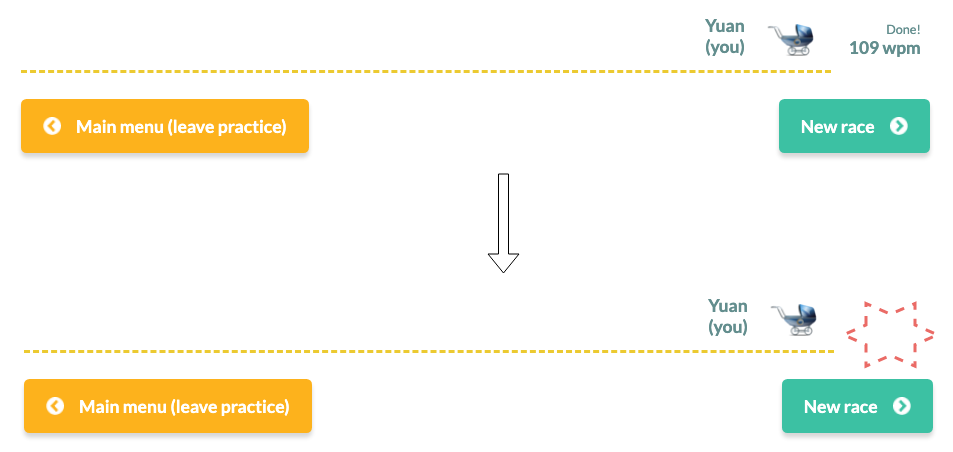 Yuan
(you)
Done!
109 wpm
Main menu (leave practice)
New race
Yuan
(you)
Main menu (leave practice)
New race